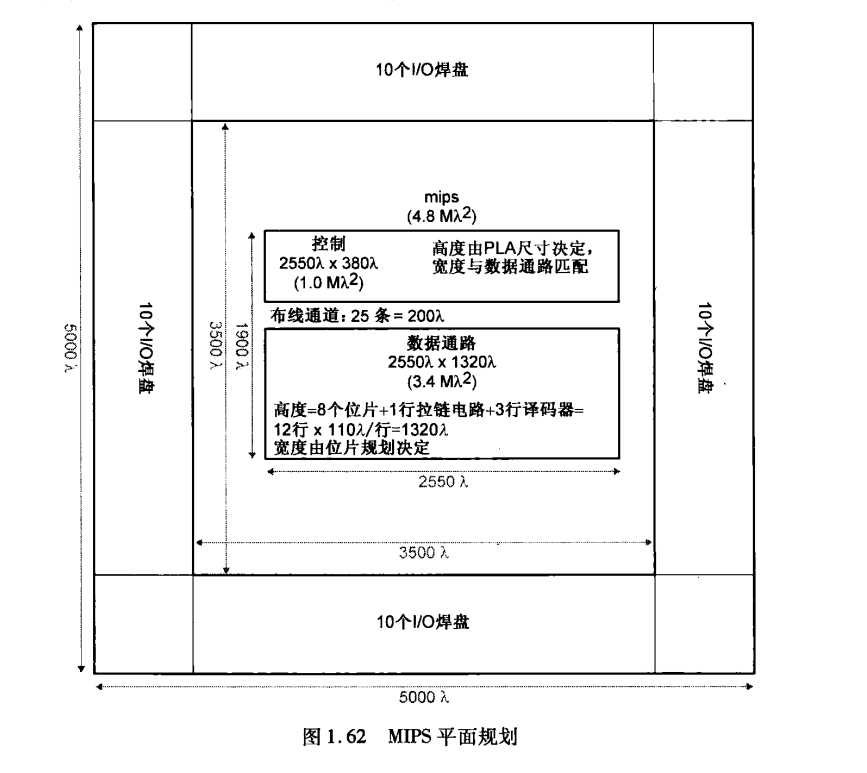 10个I/O焊盘
mips
(4.8 Mλ2)
控制
2550λ x 380λ
(1.0 Mλ2)
高度由PLA尺寸决定，
宽度与数据通路匹配
布线通道：25 条 = 200λ
数据通路
2550λ x 1320λ
(3.4 Mλ2)
高度=8个位片+1行拉链电路+3行译码器=
12行 x 110λ/行=1320λ
宽度由位片规划决定
2550 λ
3500 λ
5000 λ
10个I/O焊盘
3500 λ
1900 λ
10个I/O焊盘
10个I/O焊盘
5000 λ
图 1.62 MIPS 平面规划